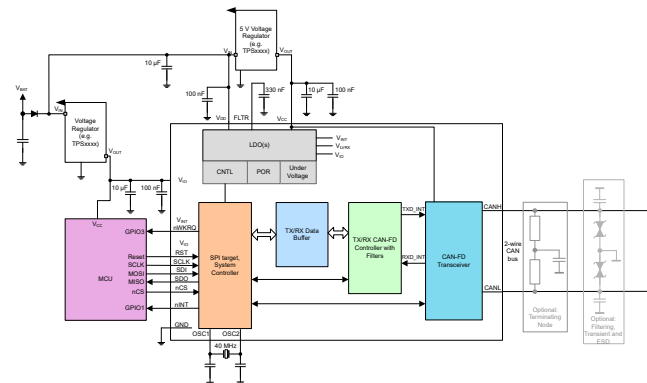 5 V Voltage
Regulator
(e.g.
TPSxxxx)
VIN
VOUT
10 µF
VBAT
VIN
Voltage
Regulator
(e.g.
TPSxxxx)
VOUT
100 nF
330 nF
10 µF
100 nF
VDD
FLTR
VCC
LDO(s)
VINT
VIO
CNTL
POR
Under
Voltage
10 µF
100 nF
VIO
VCC
MCU
GPIO3
Reset
SCLK
MOSI
MISO
nCS
GPIO1
VINT
nWKRQ
VIO
RST
SCLK
SDI
SDO
nCS
nINT
GND
OSC1
OSC2
40 MHz
SPI target,
System
Controller
TX/RX Data
Buffer
TX/RX CAN-FD
Controller with
Filters
TXD_INT
RXD_INT
CAN-FD
Transceiver
CANH
CANL
2-wire
CAN
bus
Optional:
Terminating
Node
Optional:
Filtering,
Transient and
ESD